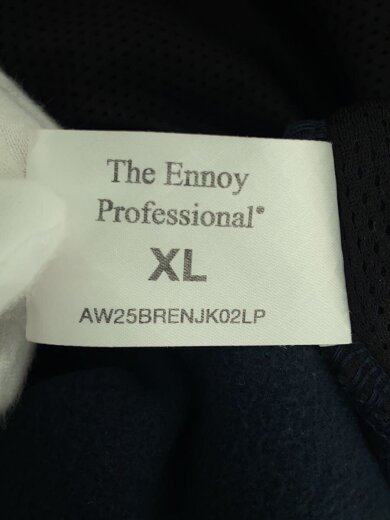 The Ennoy
Professional®
XL
AW25BRENJK02LP